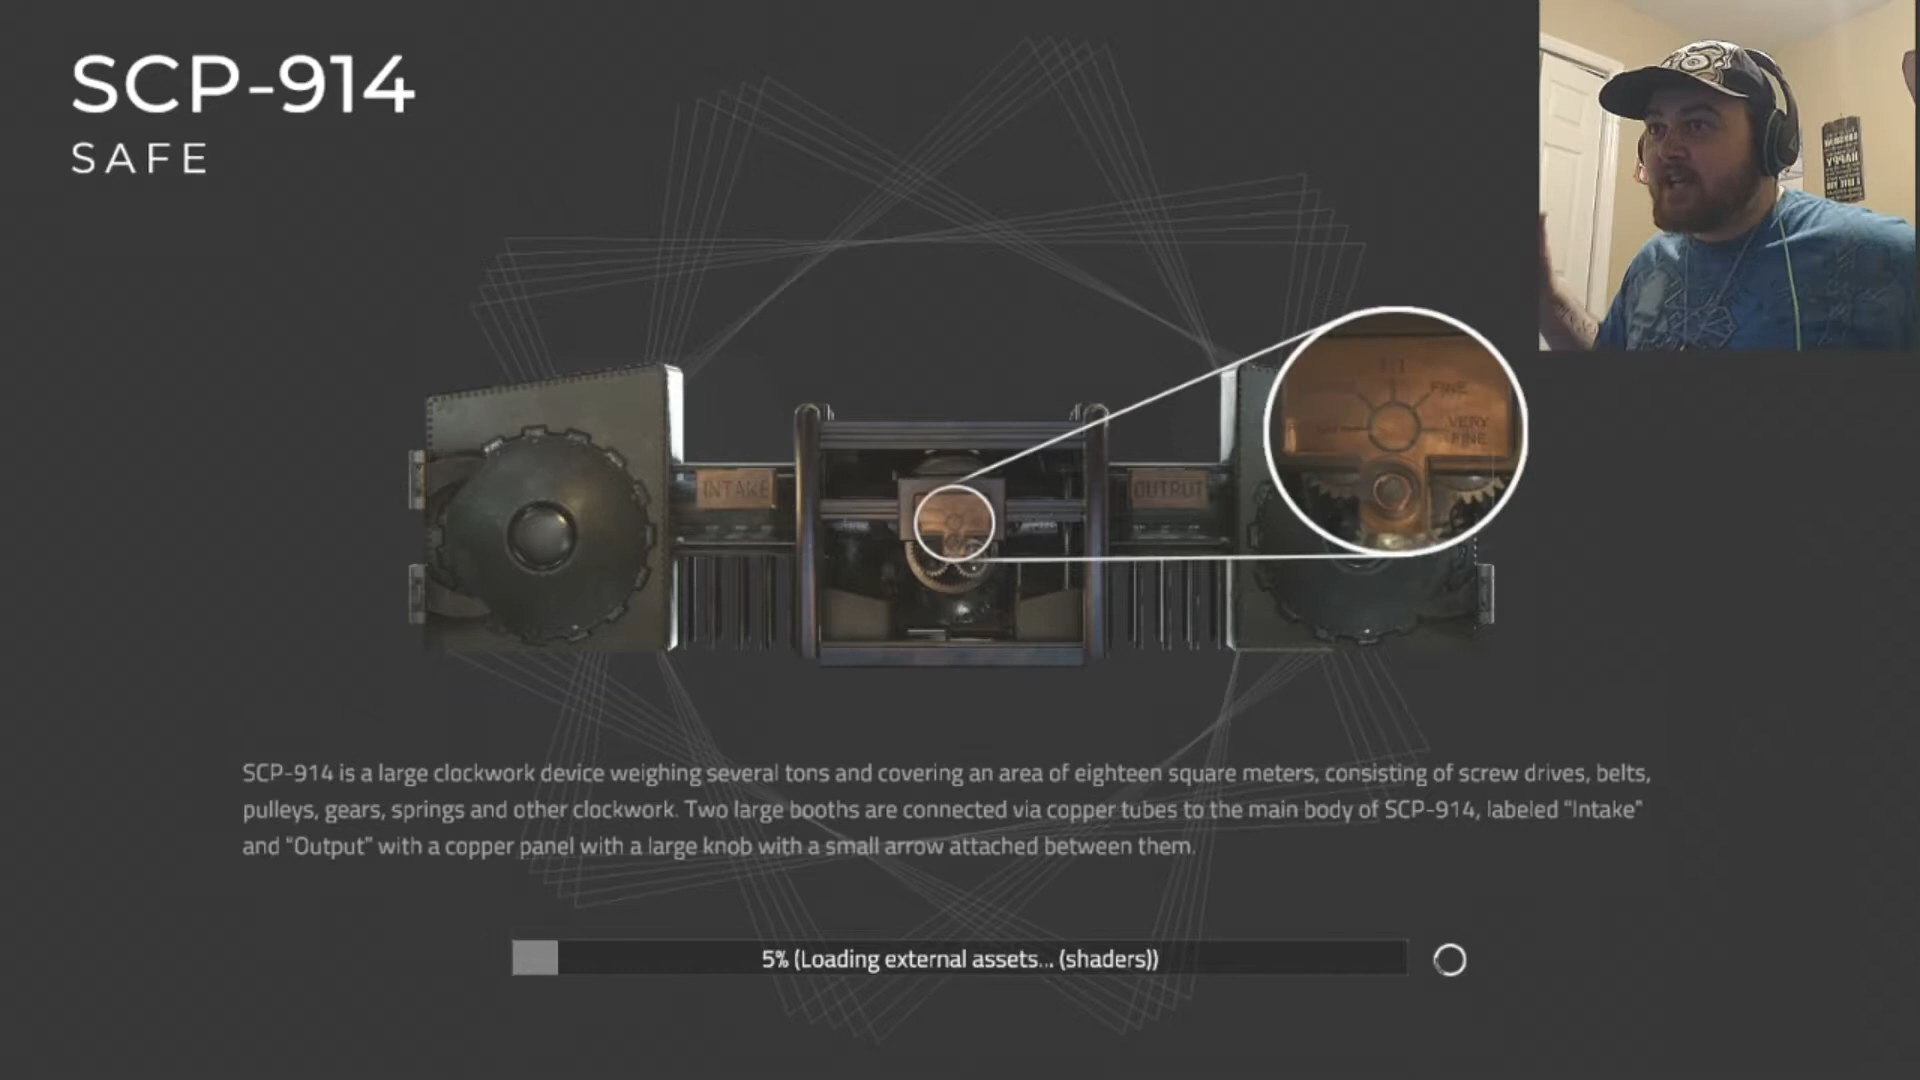 SCP-914
SAFE
1:1
FINE
VERY
FINE
INTAKE
OUTPUT
HAPPY
SCP-914 is a large clockwork device weighing several tons and covering an area of eighteen square meters, consisting of screw drives, belts,
pulleys, gears, springs and other clockwork. Two large booths are connected via copper tubes to the main body of SCP-914, labeled "Intake"
and "Output" with a copper panel with a large knob with a small arrow attached between them.
5% (Loading external assets... (shaders))